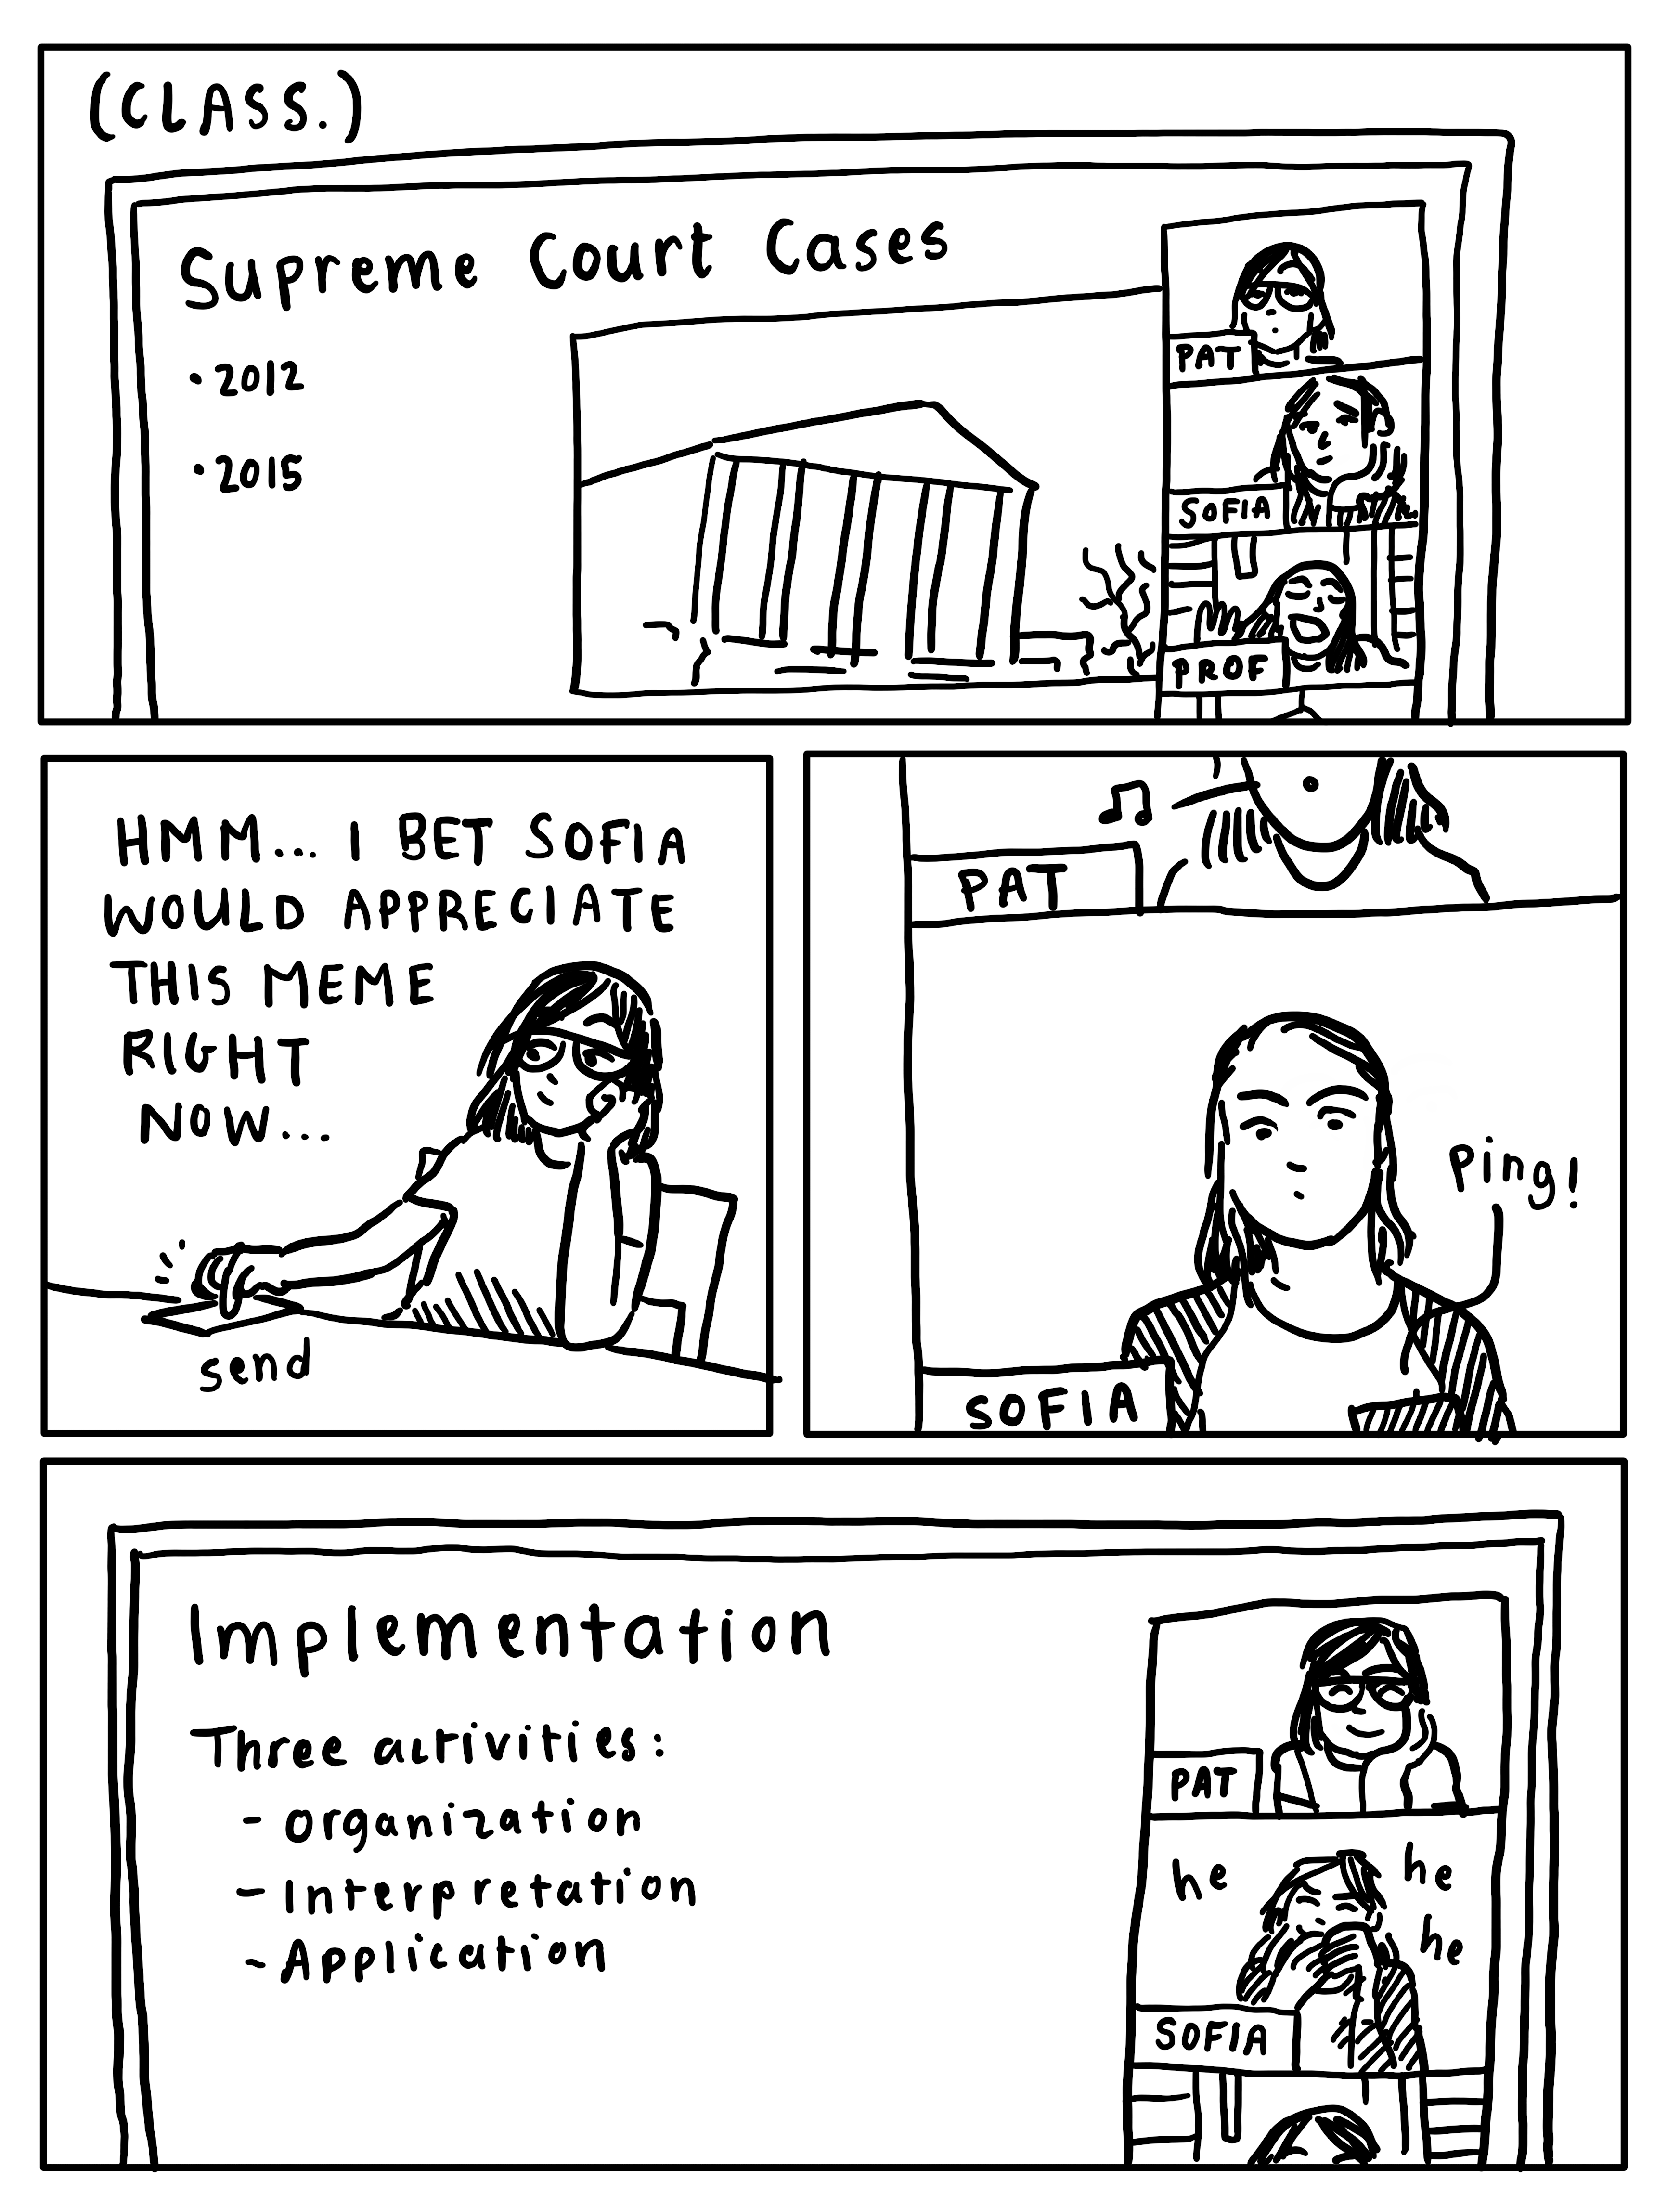 (CLASS.)
Supreme Court Cases
• 2012
• 2015
PAT
SOFIA
PROF
HMM... I BET SOFIA
WOULD APPRECIATE
THIS MEME
RIGHT
NOW...
send
PAT
Ping!
SOFIA
Implementation
Three activities:
- Organization
- Interpretation
- Application
PAT
he
he
he
SOFIA